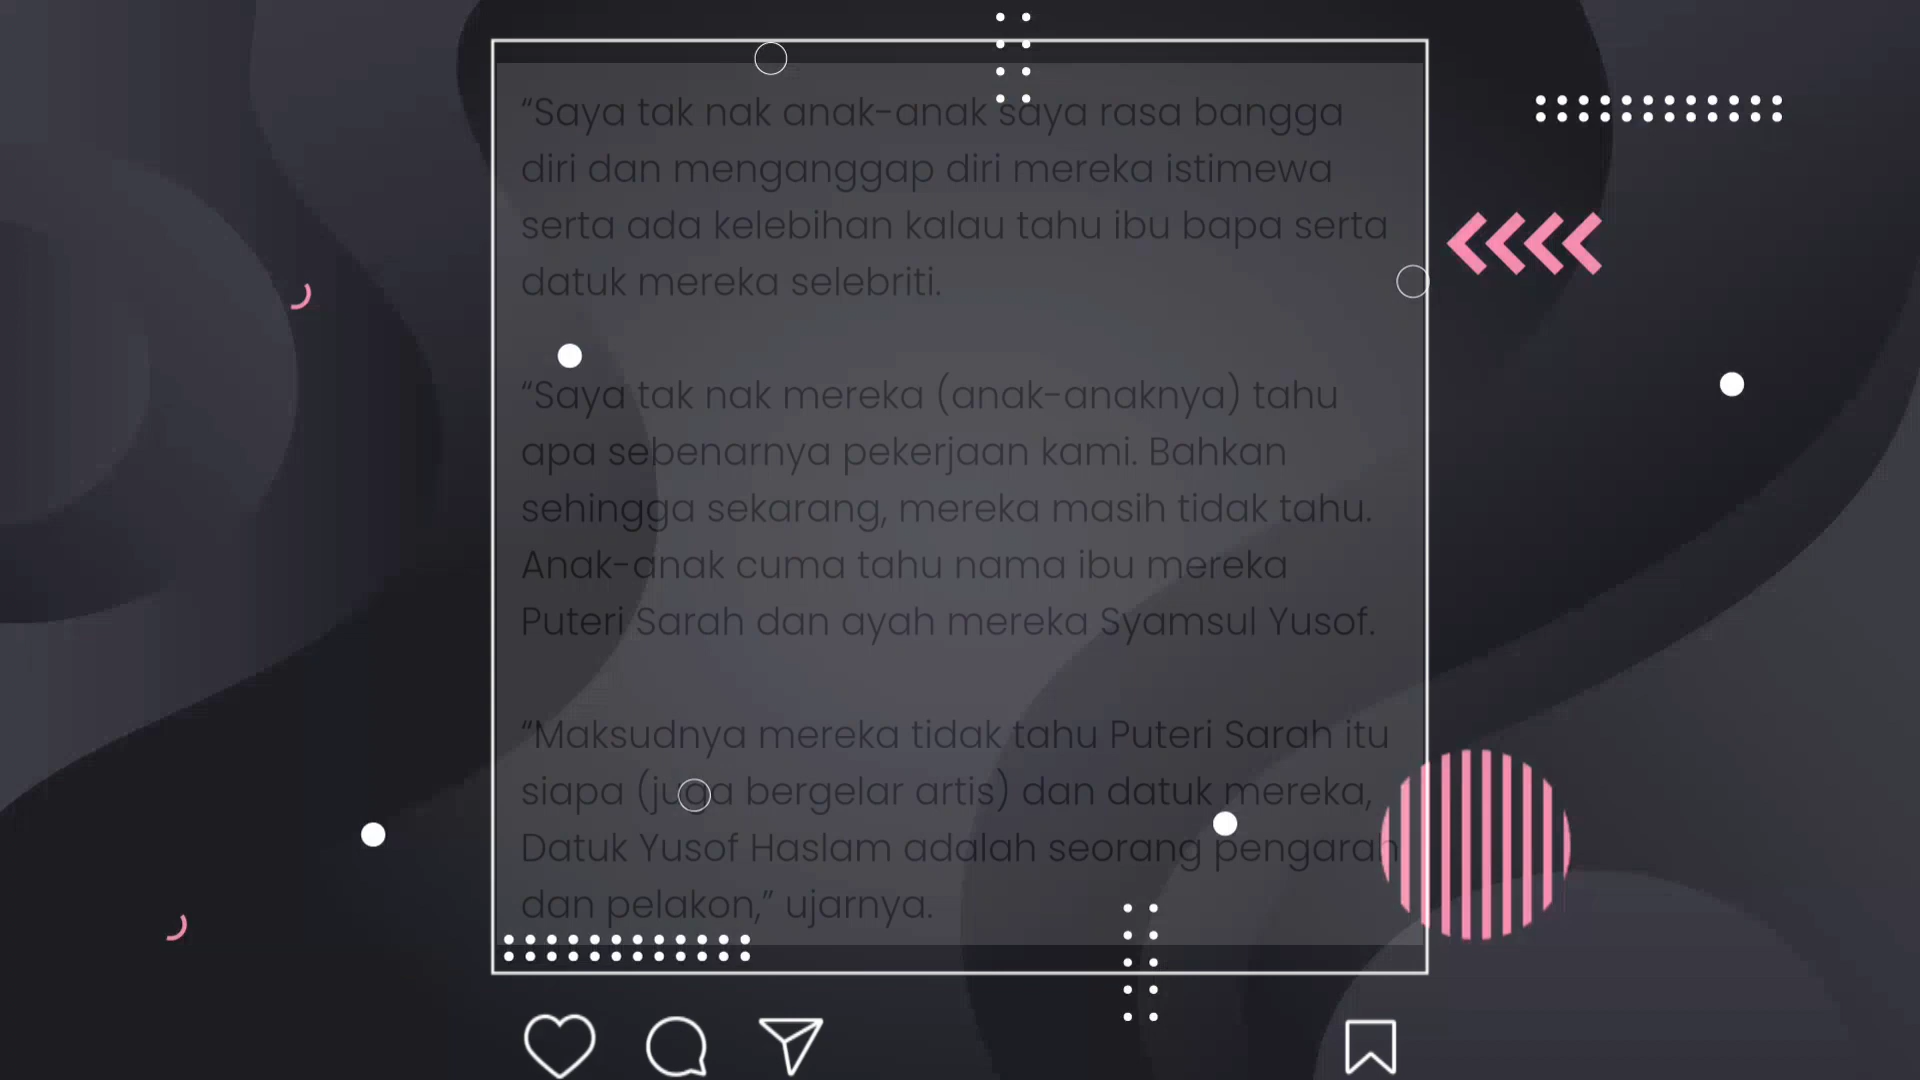 “Saya tak nak anak-anak saya rasa bangga
diri dan menganggap diri mereka istimewa
serta ada kelebihan kalau tahu ibu bapa serta
datuk mereka selebriti.
“Saya tak nak mereka (anak-anaknya) tahu
apa sebenarnya pekerjaan kami. Bahkan
sehingga sekarang, mereka masih tidak tahu.
Anak-anak cuma tahu nama ibu mereka
Puteri Sarah dan ayah mereka Syamsul Yusof.
“Maksudnya mereka tidak tahu Puteri Sarah itu
siapa (juga bergelar artis) dan datuk mereka,
Datuk Yusof Haslam adalah seorang pengarah
dan pelakon,” ujarnya.